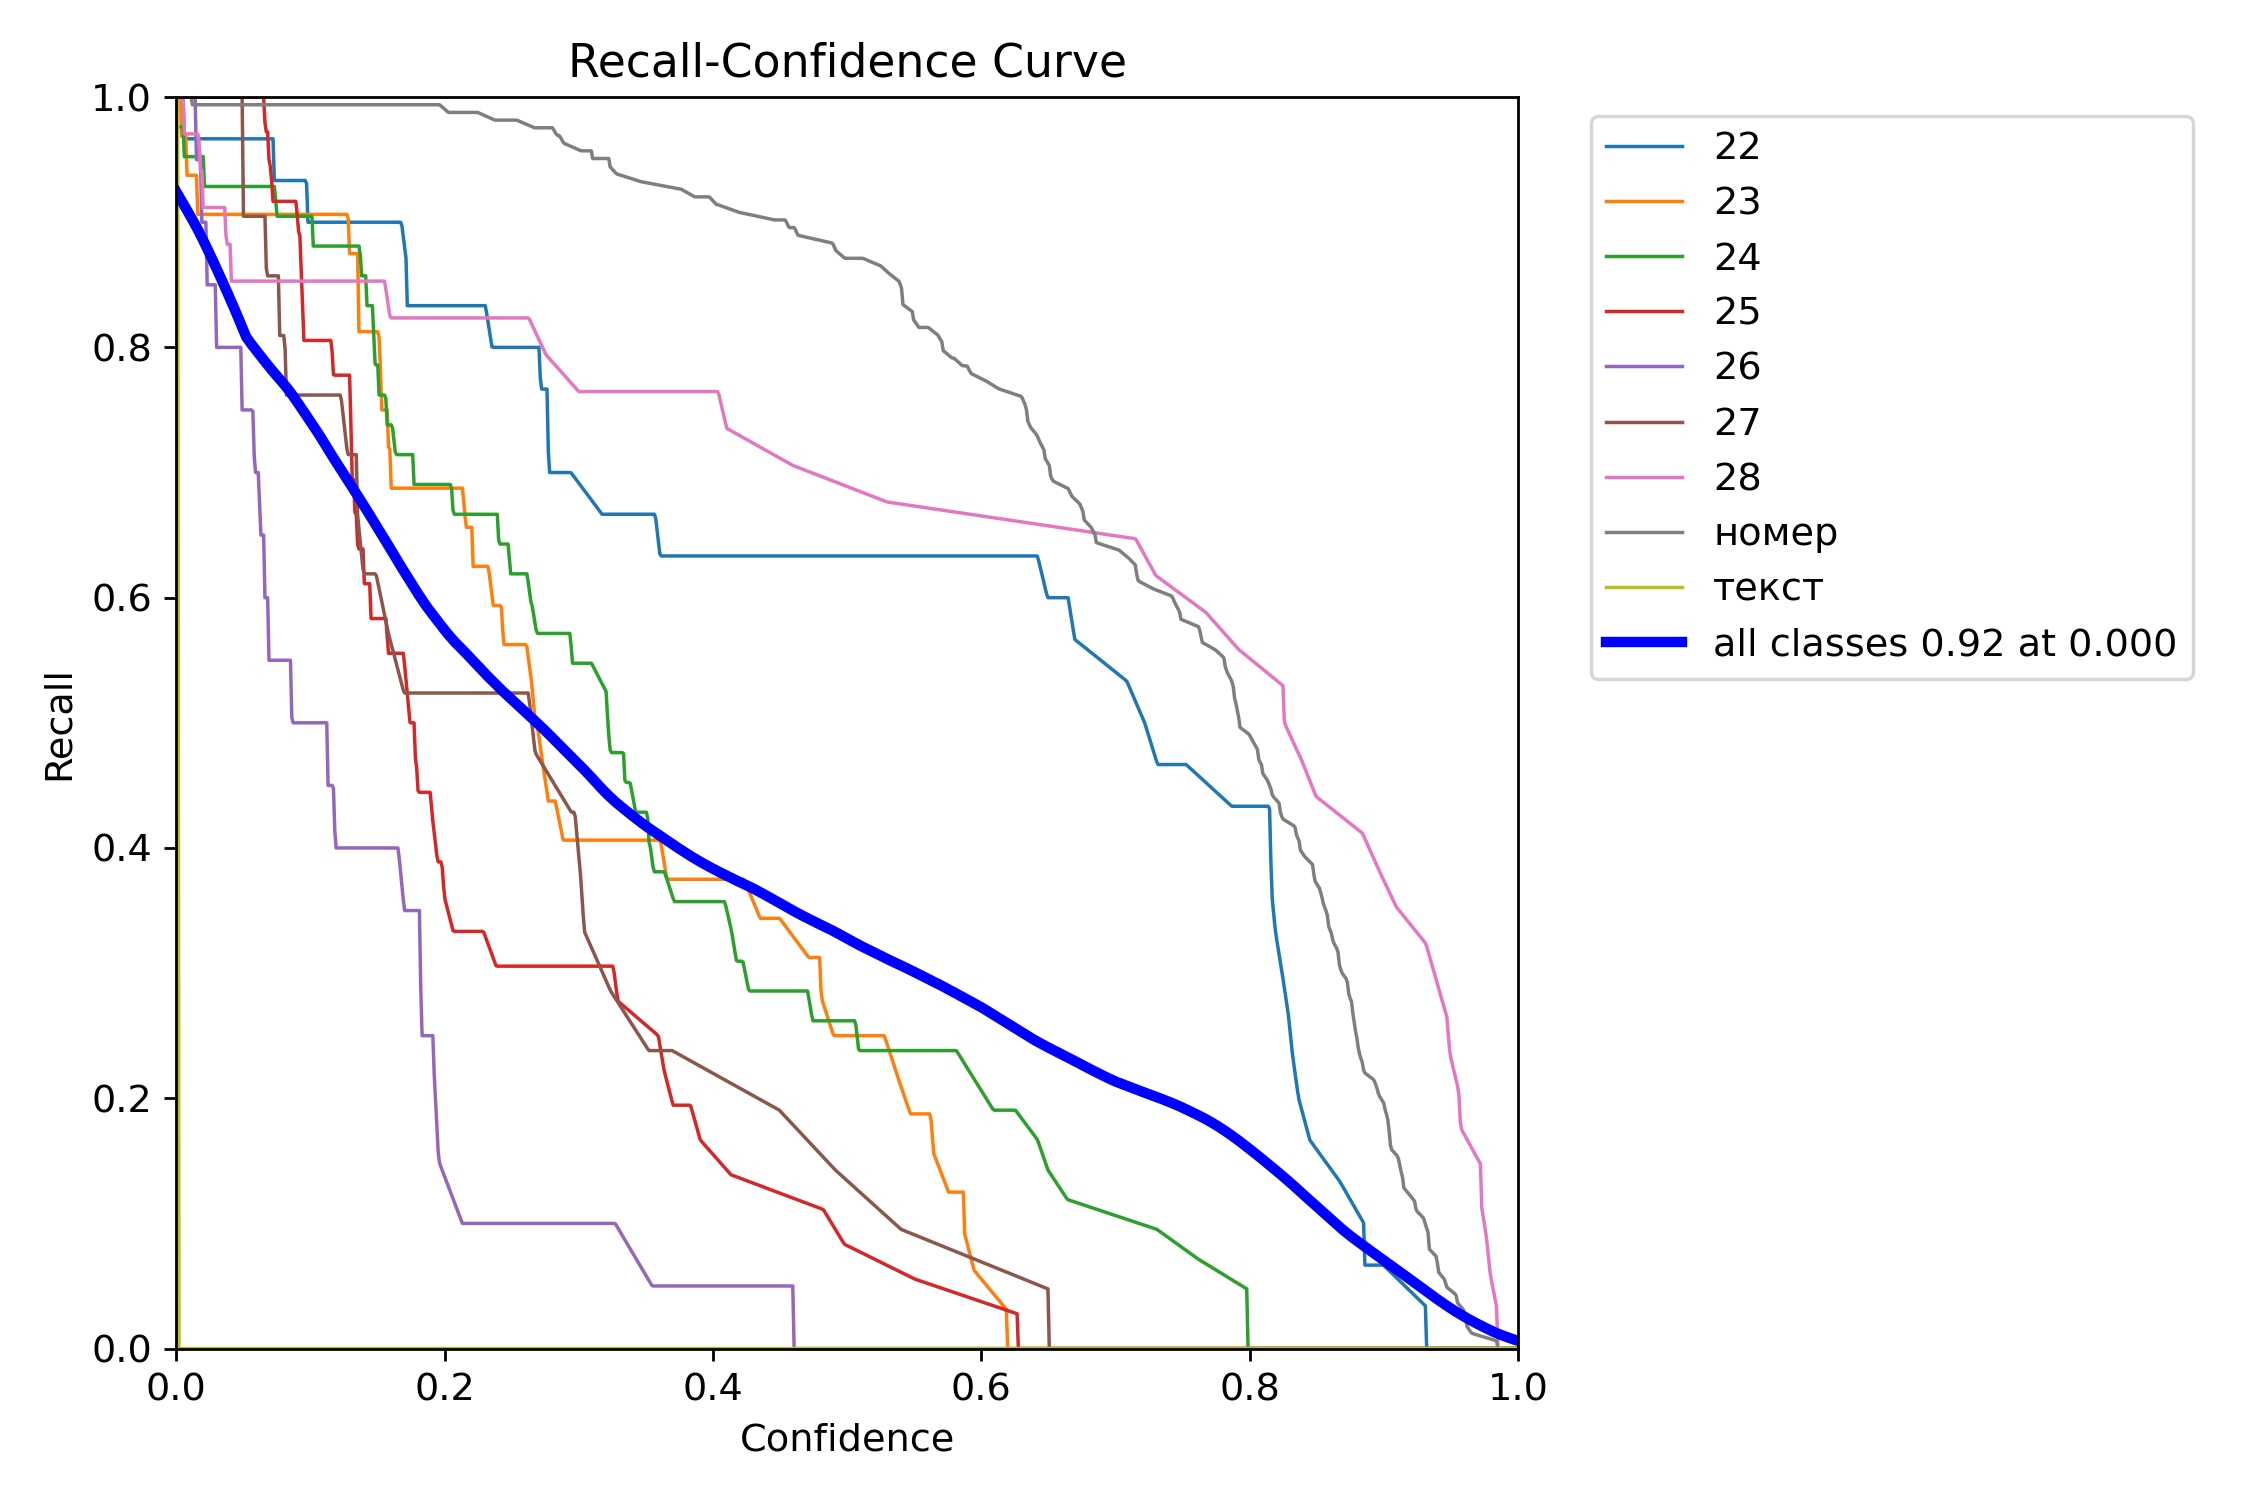 Recall-Confidence Curve
1.0
0.8
0.6
0.4
0.2
0.0
Recall
0.0 0.2 0.4 0.6 0.8 1.0
Confidence
22
23
24
25
26
27
28
номер
текст
all classes 0.92 at 0.000